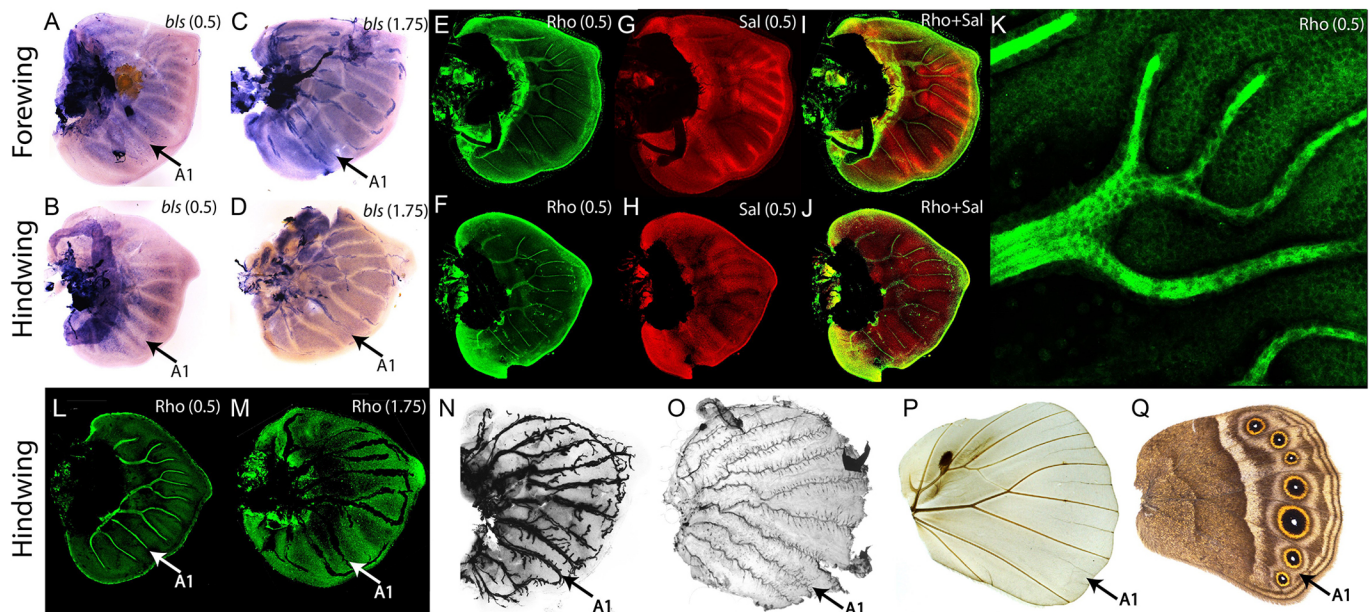 Forewing
Hindwing
Hindwing
A
bls (0.5)
A1
B
bls (0.5)
A1
C
bls (1.75)
A1
D
bls (1.75)
A1
E
Rho (0.5)
F
Rho (0.5)
G
Sal (0.5)
H
Sal (0.5)
I
Rho+Sal
J
Rho+Sal
K
Rho (0.5)
L
Rho (0.5)
A1
M
Rho (1.75)
A1
N
A1
O
A1
P
A1
Q
A1